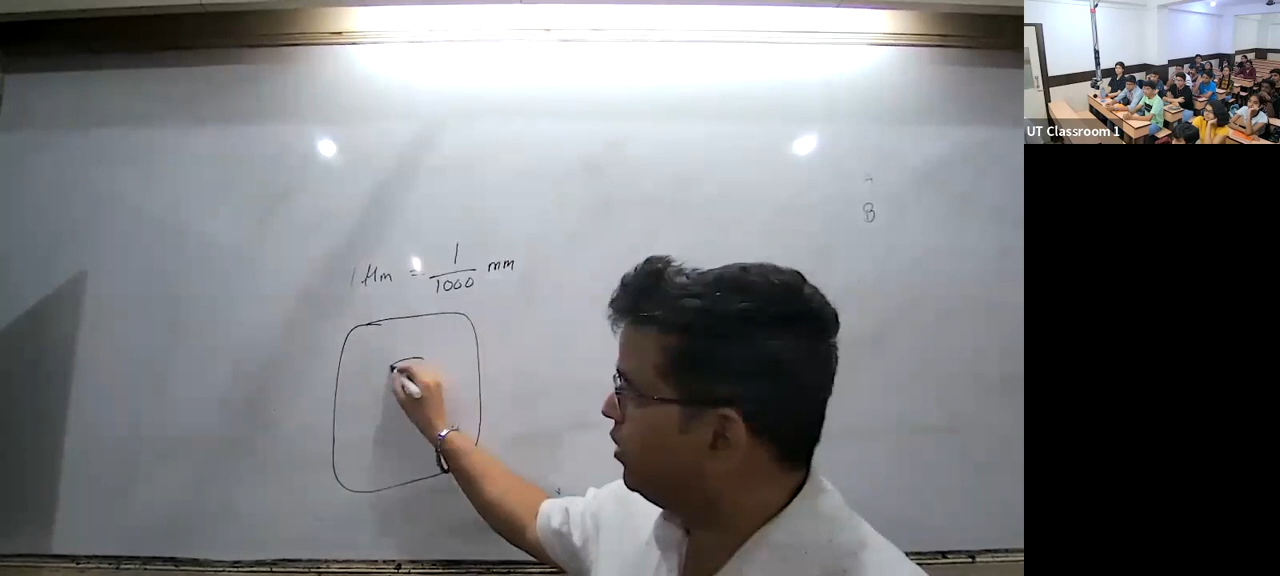 1 μm = 1/1000 mm
B
UT Classroom 1